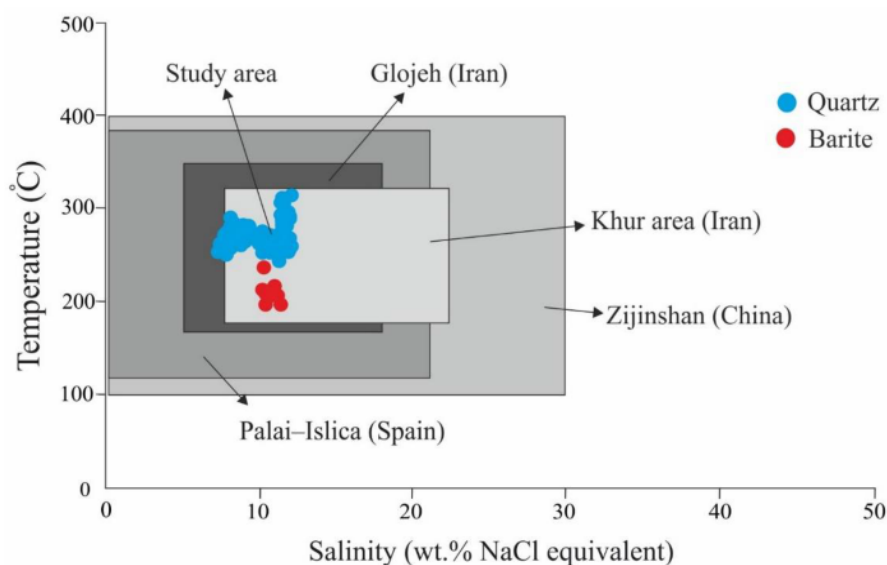 500
Study area
Glojeh (Iran)
Quartz
Barite
400
300
Khur area (Iran)
200
Zijinshan (China)
100
Palai–Islica (Spain)
0
Temperature (°C)
0
10
20
30
40
50
Salinity (wt.% NaCl equivalent)